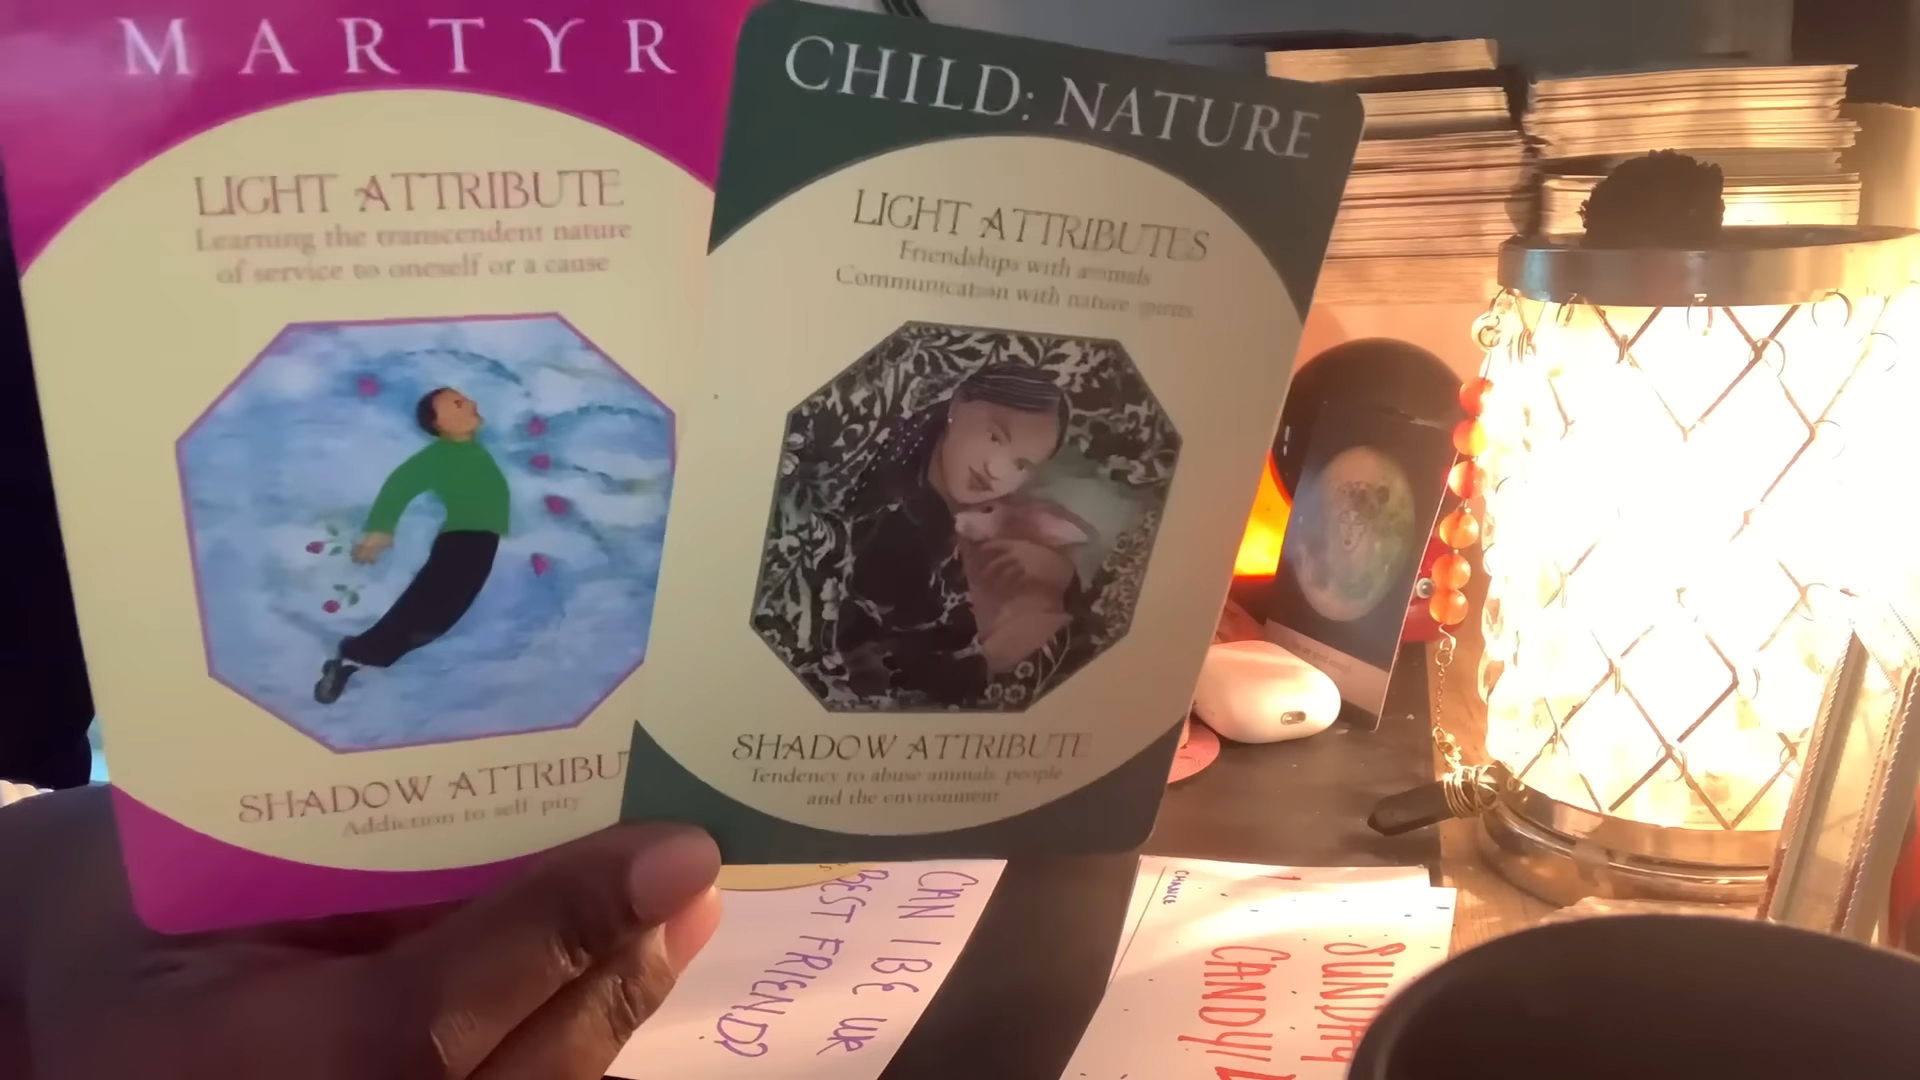 MARTYR
LIGHT ATTRIBUTE
Learning the transcendent nature
of service to oneself or a cause
SHADOW ATTRIBUT
Addiction to self pity
CHILD: NATURE
LIGHT ATTRIBUTES
Friendships with animals
Communication with nature spirits
SHADOW ATTRIBUTE
Tendency to abuse animals, people
and the environment
CAN I BE UR
BEST FRIEND?
CHANCE
SUNDAY
CANDY/